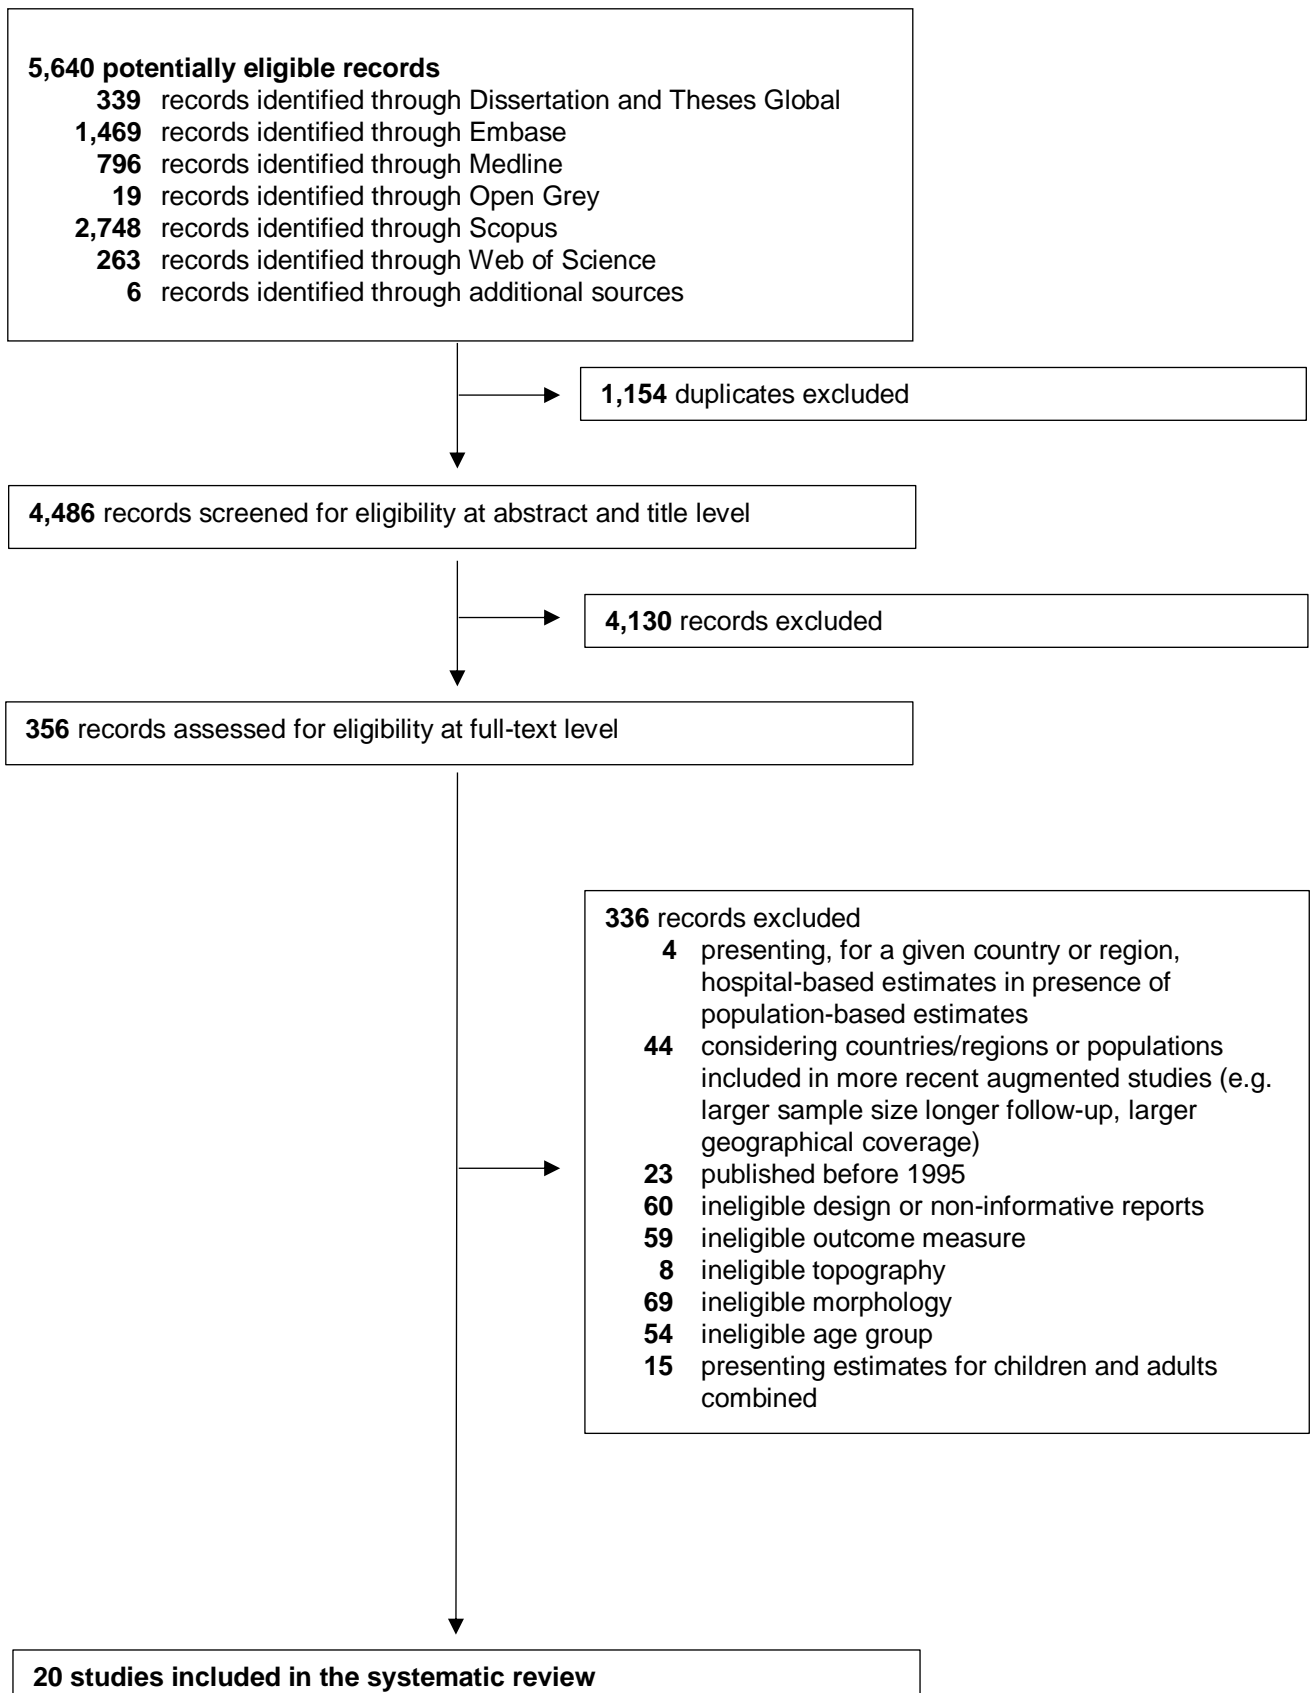 5,640 potentially eligible records
339 records identified through Dissertation and Theses Global
1,469 records identified through Embase
796 records identified through Medline
19 records identified through Open Grey
2,748 records identified through Scopus
263 records identified through Web of Science
6 records identified through additional sources
1,154 duplicates excluded
4,486 records screened for eligibility at abstract and title level
4,130 records excluded
356 records assessed for eligibility at full-text level
336 records excluded
4 presenting, for a given country or region,
hospital-based estimates in presence of
population-based estimates
44 considering countries/regions or populations
included in more recent augmented studies (e.g.
larger sample size longer follow-up, larger
geographical coverage)
23 published before 1995
60 ineligible design or non-informative reports
59 ineligible outcome measure
8 ineligible topography
69 ineligible morphology
54 ineligible age group
15 presenting estimates for children and adults
combined
20 studies included in the systematic review